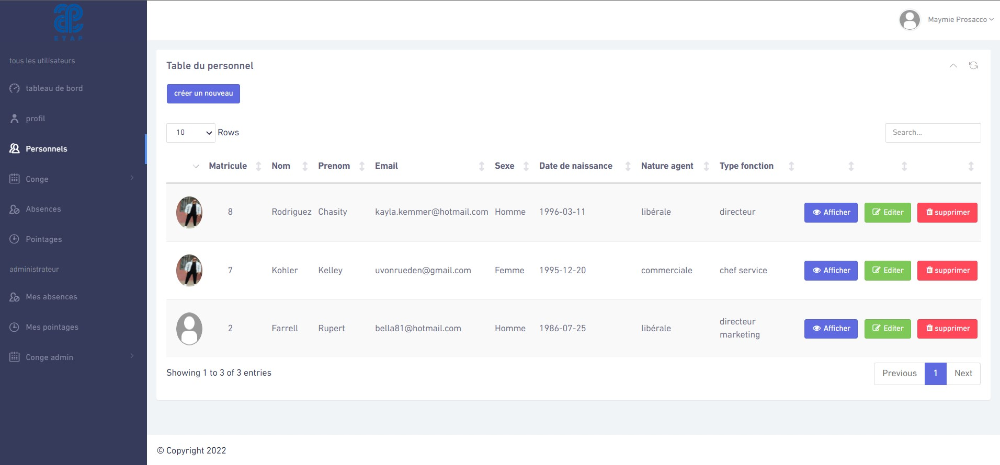 ETAP
Maymie Prosacco
tous les utilisateurs
tableau de bord
profil
Personnels
Conge
Absences
Pointages
administrateur
Mes absences
Mes pointages
Conge admin
Table du personnel
créer un nouveau
10 Rows
Search...
Matricule Nom Prenom Email Sexe Date de naissance Nature agent Type fonction
8 Rodriguez Chasity kayla.kemmer@hotmail.com Homme 1996-03-11 libérale directeur Afficher Editer supprimer
7 Kohler Kelley uvonrueden@gmail.com Femme 1995-12-20 commerciale chef service Afficher Editer supprimer
2 Farrell Rupert bella81@hotmail.com Homme 1986-07-25 libérale directeur marketing Afficher Editer supprimer
Showing 1 to 3 of 3 entries
Previous 1 Next
© Copyright 2022